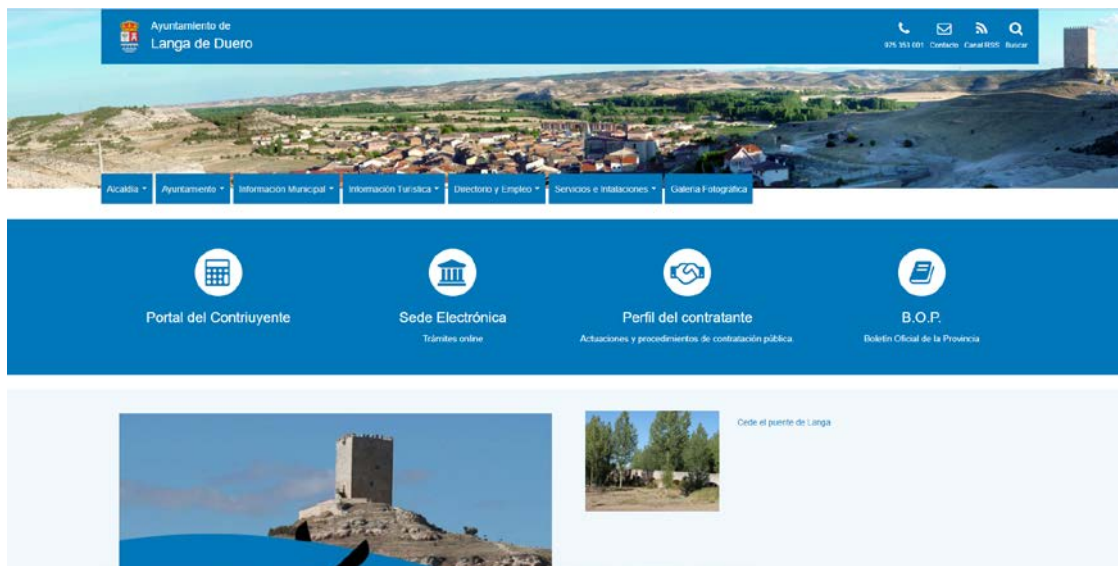 Ayuntamiento de
Langa de Duero
975 351 001 Contacto Canal RSS Buscar
Alcaldía Ayuntamiento Información Municipal Información Turística Directorio y Empleo Servicios e Intalaciones Galería Fotográfica
Portal del Contriuyente
Sede Electrónica
Trámites online
Perfil del contratante
Actuaciones y procedimientos de contratación pública.
B.O.P.
Boletín Oficial de la Provincia
Cede el puente de Langa